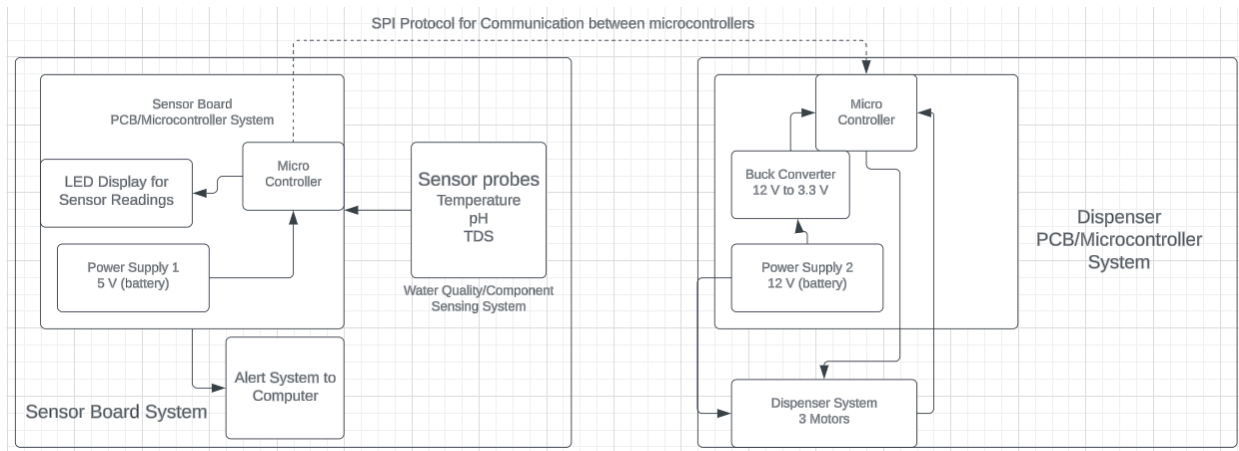 SPI Protocol for Communication between microcontrollers
Sensor Board
PCB/Microcontroller System
Micro
Controller
LED Display for
Sensor Readings
Power Supply 1
5 V (battery)
Sensor probes
Temperature
pH
TDS
Water Quality/Component
Sensing System
Alert System to
Computer
Sensor Board System
Micro
Controller
Buck Converter
12 V to 3.3 V
Power Supply 2
12 V (battery)
Dispenser
PCB/Microcontroller
System
Dispenser System
3 Motors